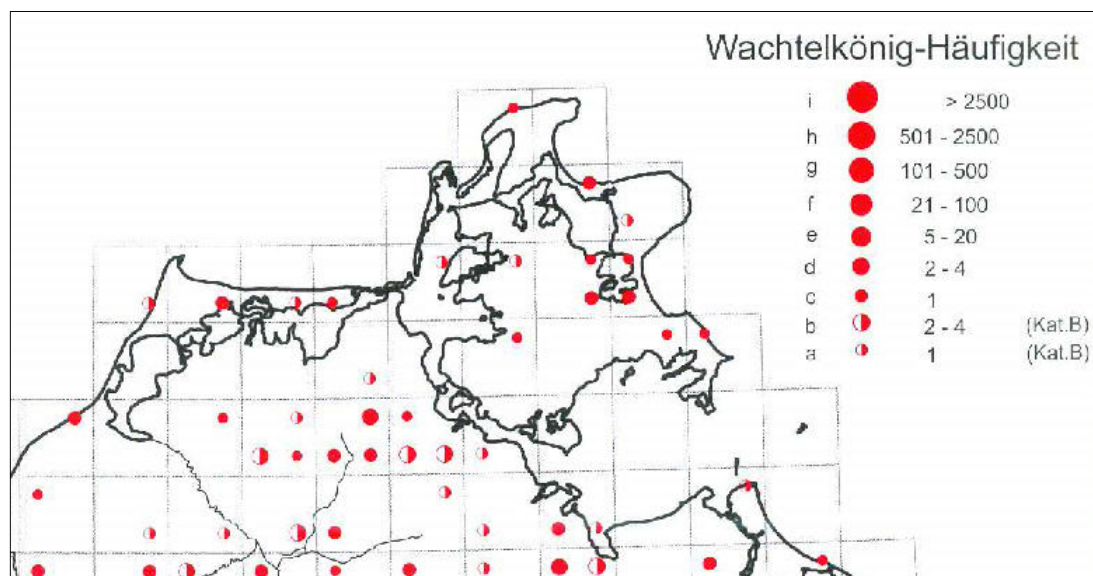 Wachtelkönig-Häufigkeit
i > 2500
h 501 - 2500
g 101 - 500
f 21 - 100
e 5 - 20
d 2 - 4
c 1
b 2 - 4 (Kat.B)
a 1 (Kat.B)